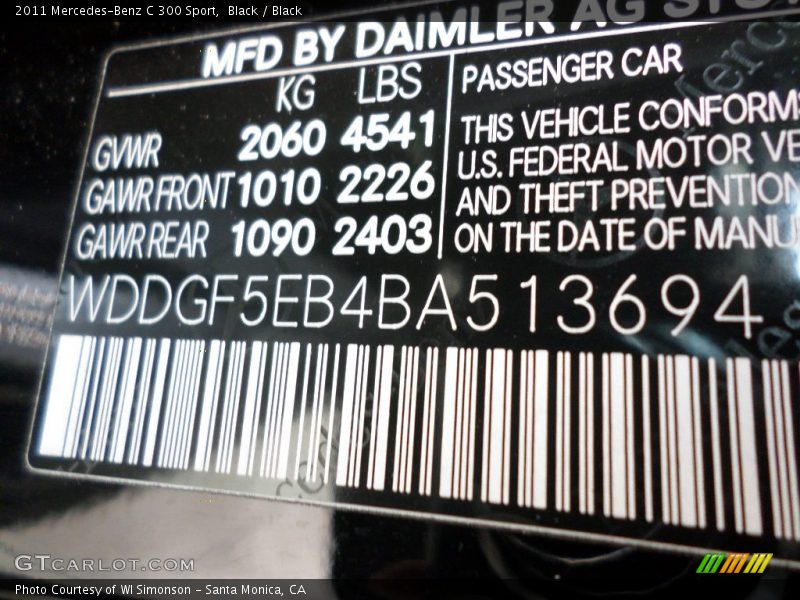 2011 Mercedes-Benz C 300 Sport,  Black / Black
MFD BY DAIMLER AG
KG LBS
GVWR 2060 4541
GAWR FRONT 1010 2226
GAWR REAR 1090 2403
PASSENGER CAR
THIS VEHICLE CONFORM
U.S. FEDERAL MOTOR VE
AND THEFT PREVENTION
ON THE DATE OF MANU
WDDGF5EB4BA513694
GTCARLOT.COM
Photo Courtesy of WI Simonson - Santa Monica, CA